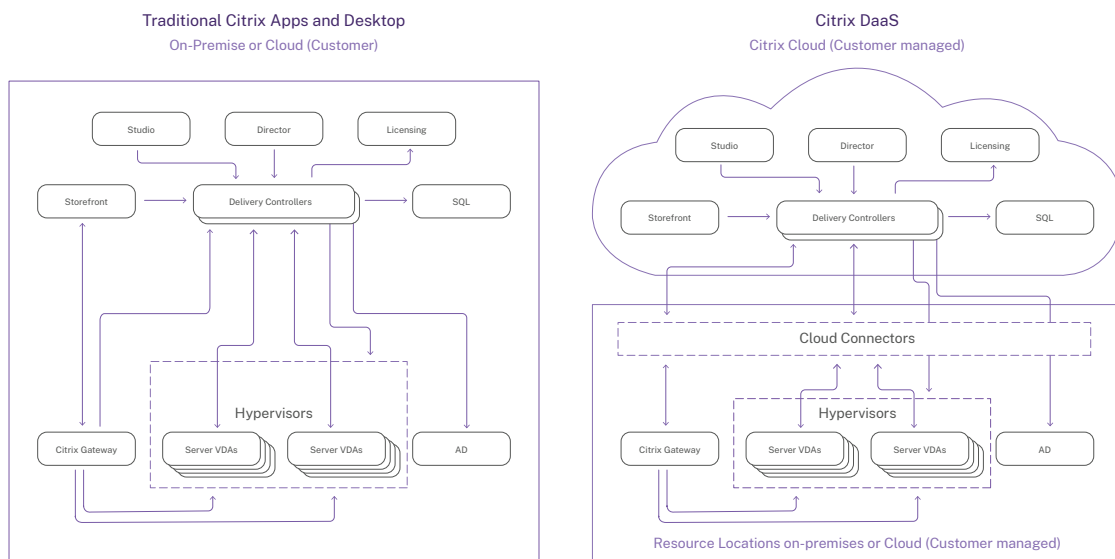 Traditional Citrix Apps and Desktop
On-Premise or Cloud (Customer)
Studio
Director
Licensing
Storefront
Delivery Controllers
SQL
Hypervisors
Citrix Gateway
Server VDAs
Server VDAs
AD
Citrix DaaS
Citrix Cloud (Customer managed)
Studio
Director
Licensing
Storefront
Delivery Controllers
SQL
Cloud Connectors
Hypervisors
Citrix Gateway
Server VDAs
Server VDAs
AD
Resource Locations on-premises or Cloud (Customer managed)